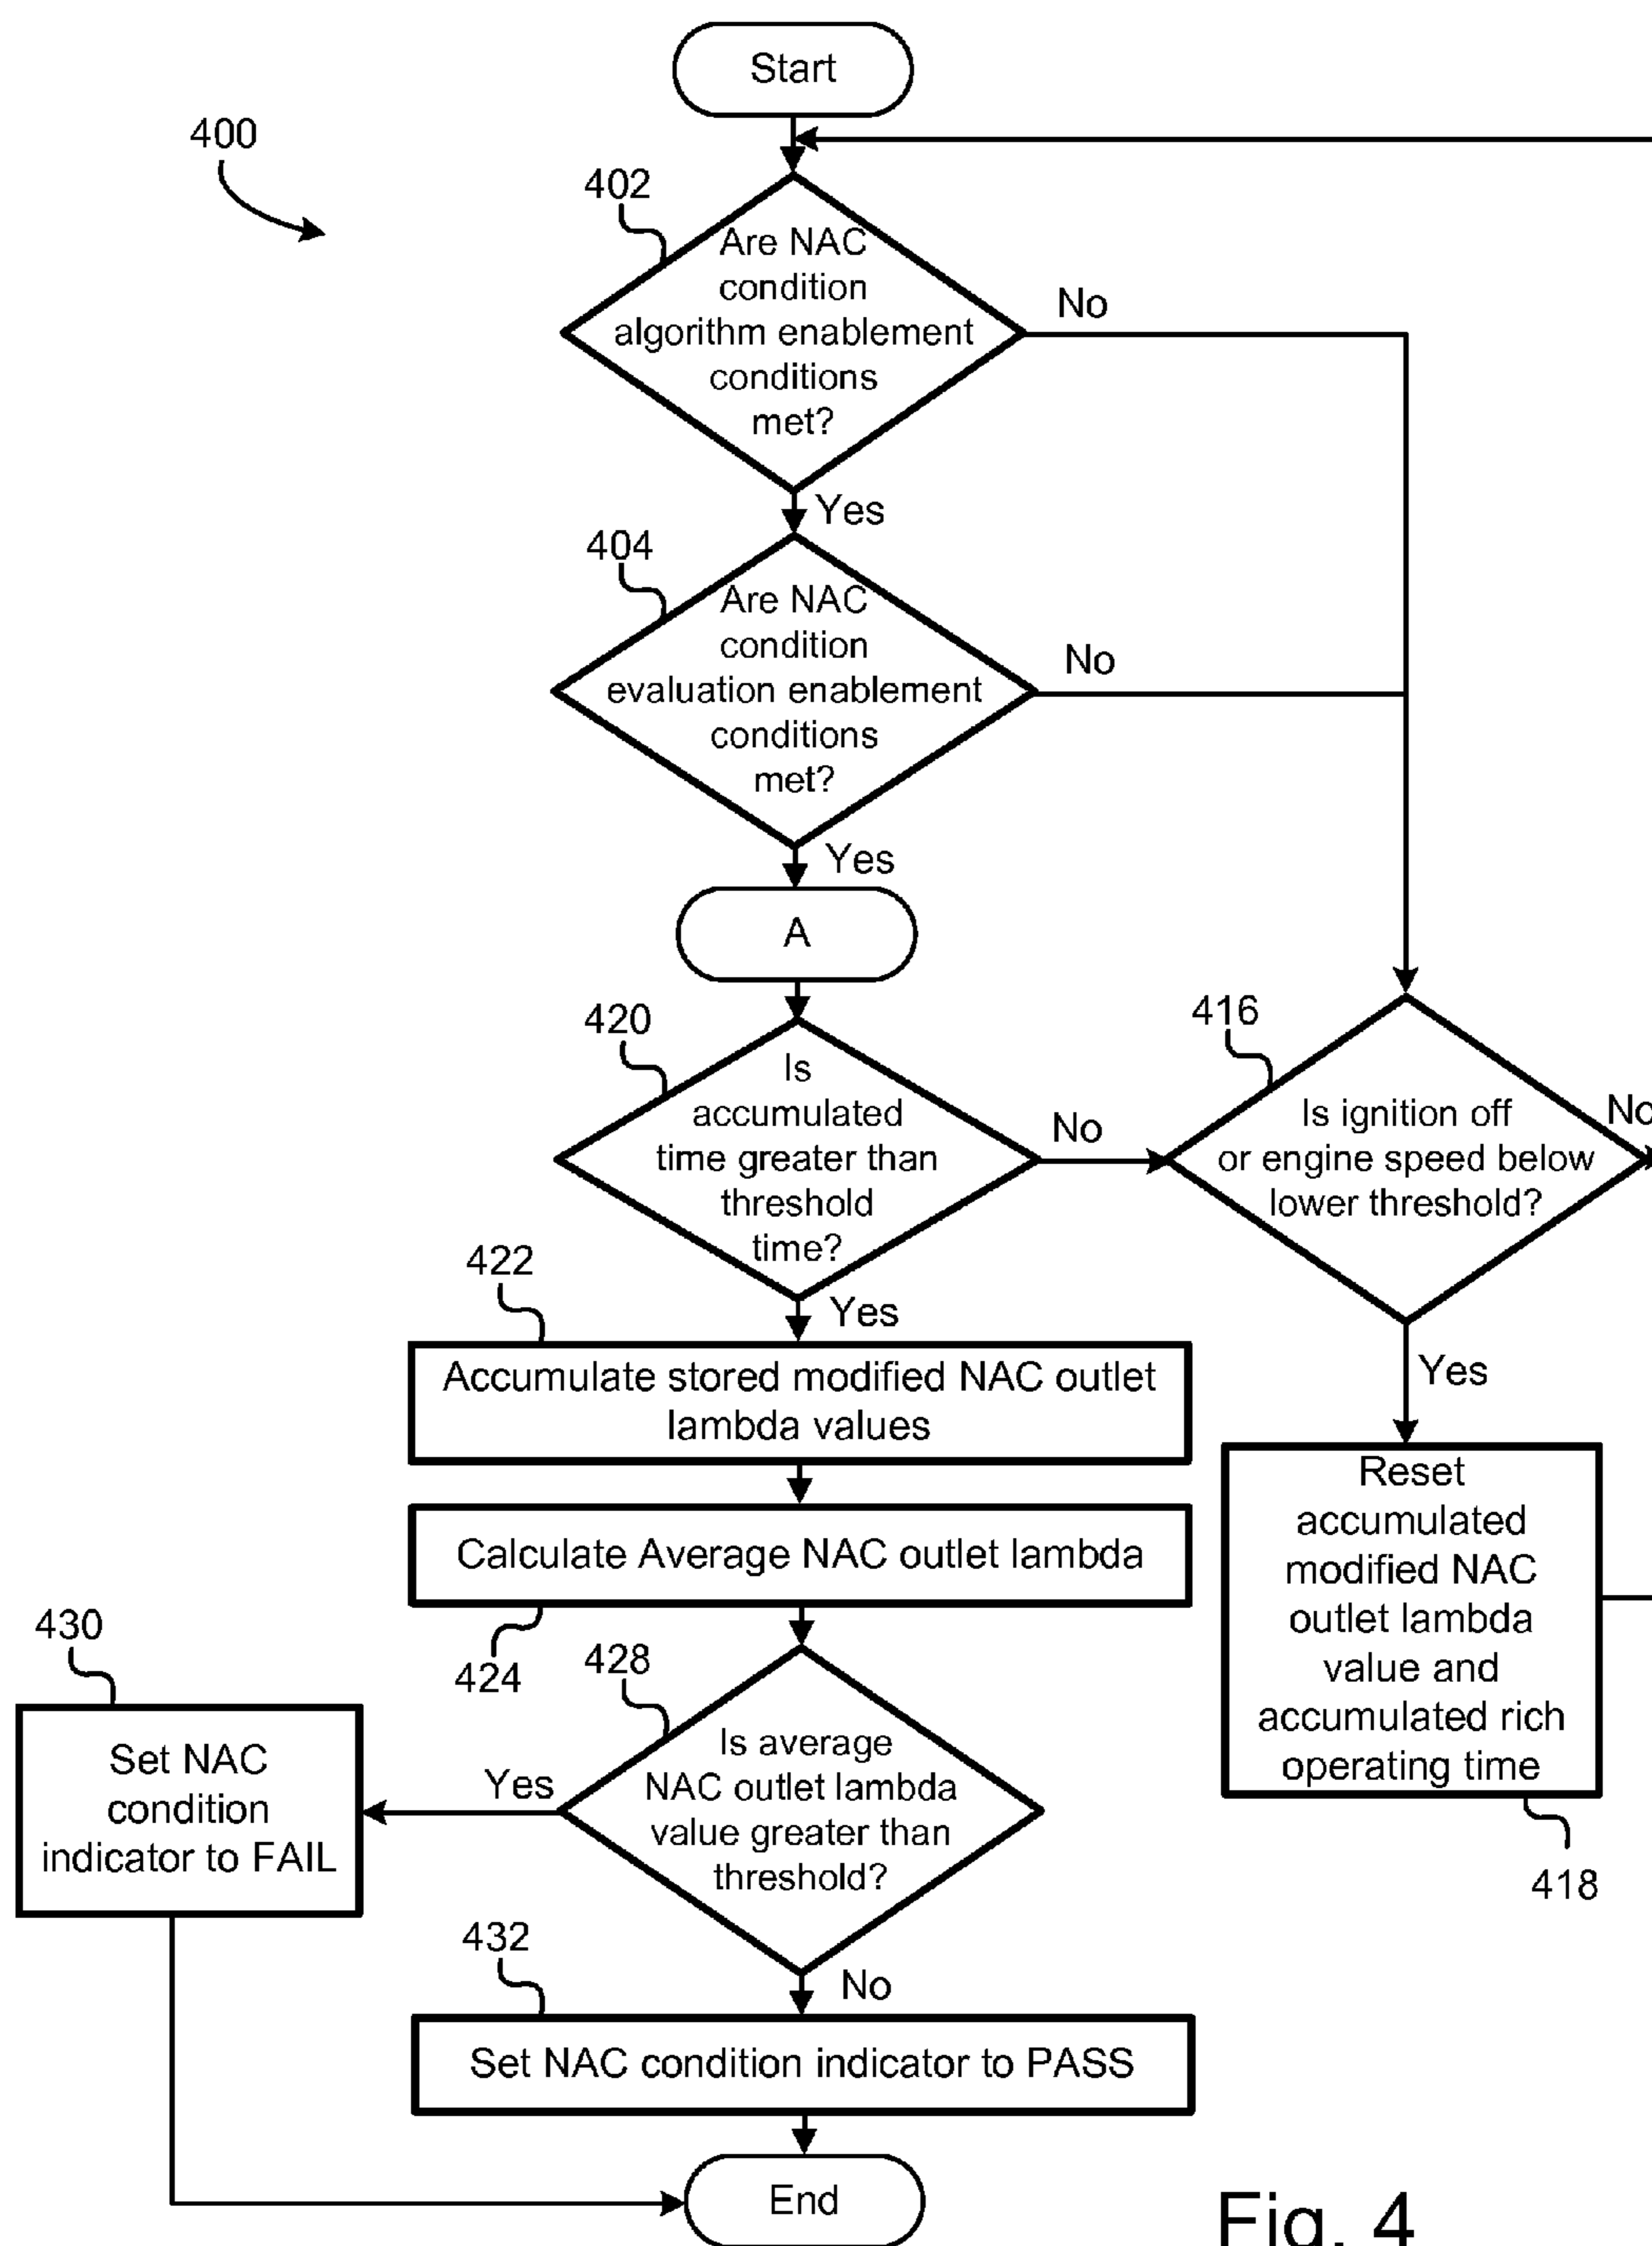 Start
400
402
Are NAC
condition
algorithm enablement
conditions
met?
No
Yes
404
Are NAC
condition
evaluation enablement
conditions
met?
No
Yes
A
420
Is
accumulated
time greater than
threshold
time?
No
Yes
416
Is ignition off
or engine speed below
lower threshold?
No
Yes
422
Accumulate stored modified NAC outlet
lambda values
Calculate Average NAC outlet lambda
424
Reset
accumulated
modified NAC
outlet lambda
value and
accumulated rich
operating time
418
428
Is average
NAC outlet lambda
value greater than
threshold?
Yes
No
430
Set NAC
condition
indicator to FAIL
432
Set NAC condition indicator to PASS
End
Fig. 4